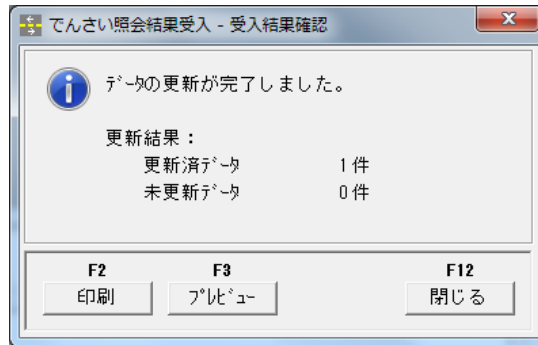 でんさい照会結果受入 - 受入結果確認
ﾃﾞｰﾀの更新が完了しました。
更新結果：
更新済ﾃﾞｰﾀ 1件
未更新ﾃﾞｰﾀ 0件
F2 F3 F12
印刷 ﾌﾟﾚﾋﾞｭｰ 閉じる